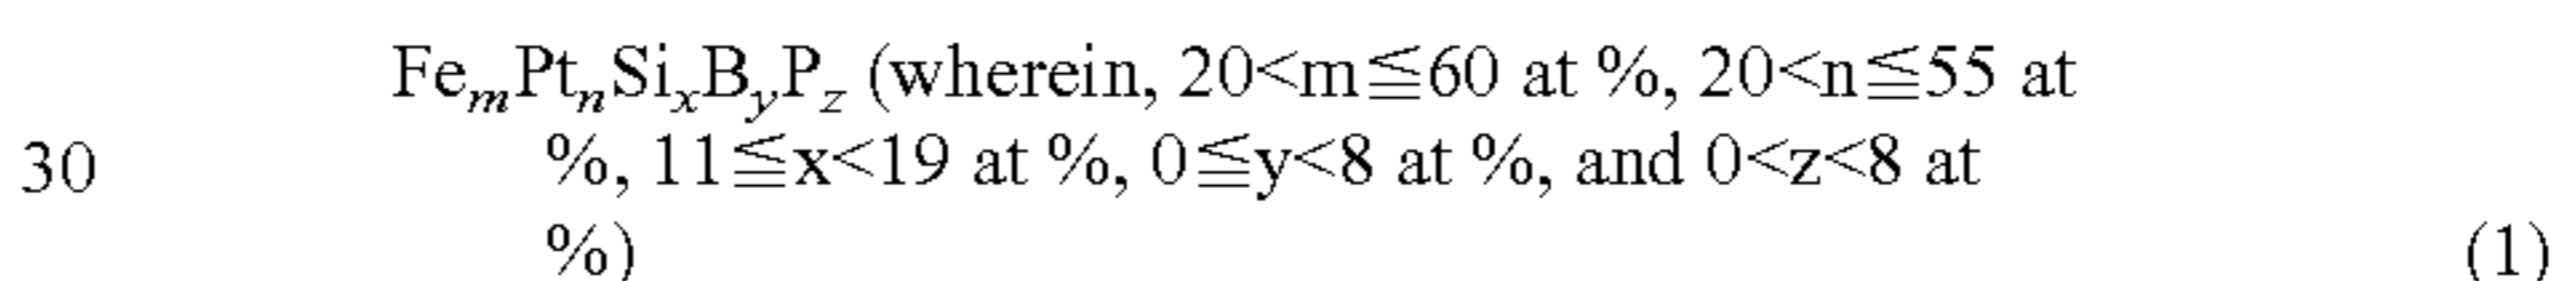 Fe_mPt_nSi_xB_yP_z (wherein, 20<m≦60 at %, 20<n≦55 at
30 %, 11≦x<19 at %, 0≦y<8 at %, and 0<z<8 at
%) (1)